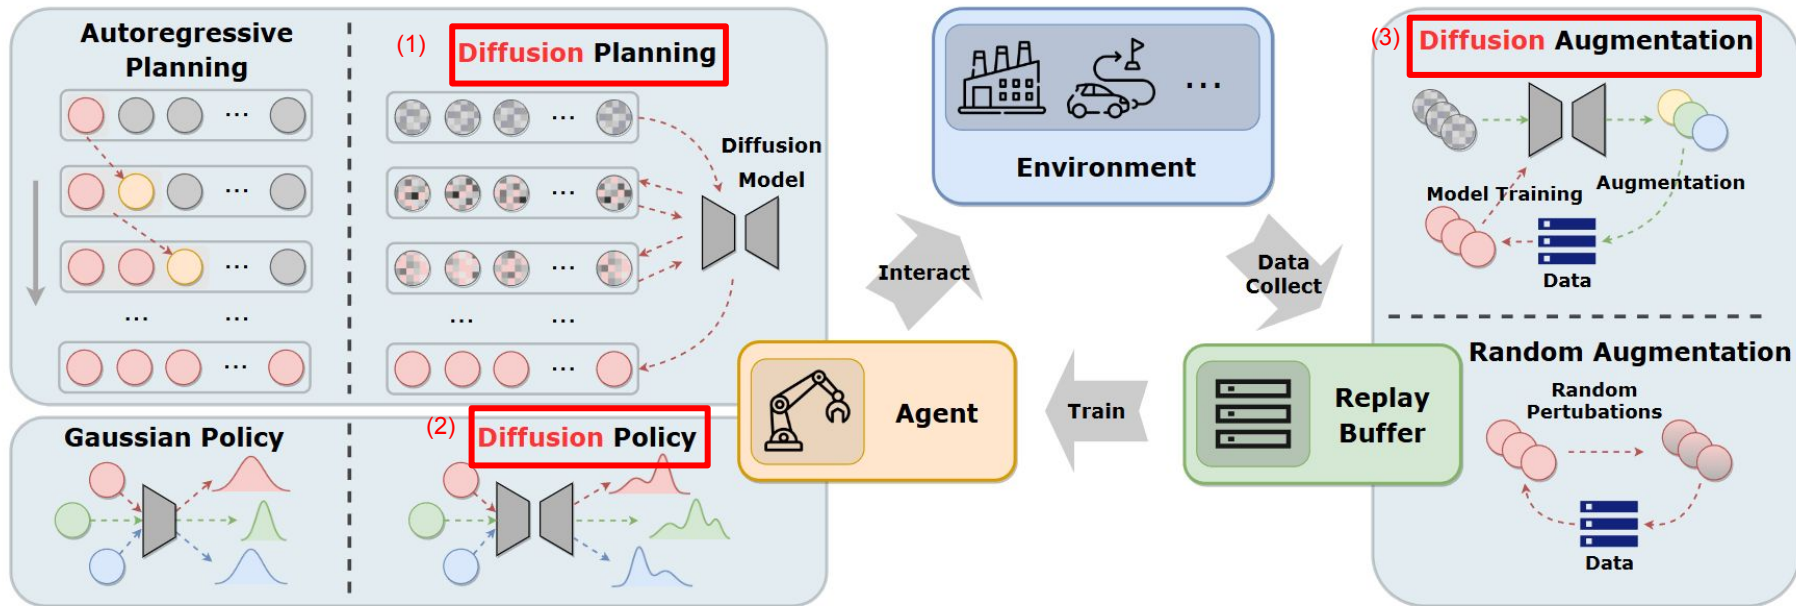 Autoregressive
Planning
...
...
...
...
...
...
(1)
Diffusion Planning
...
...
...
...
...
...
Diffusion
Model
Gaussian Policy
(2)
Diffusion Policy
...
Environment
Interact
Data
Collect
Agent
Train
Replay
Buffer
(3)
Diffusion Augmentation
Model Training
Augmentation
Data
Random Augmentation
Random
Pertubations
Data